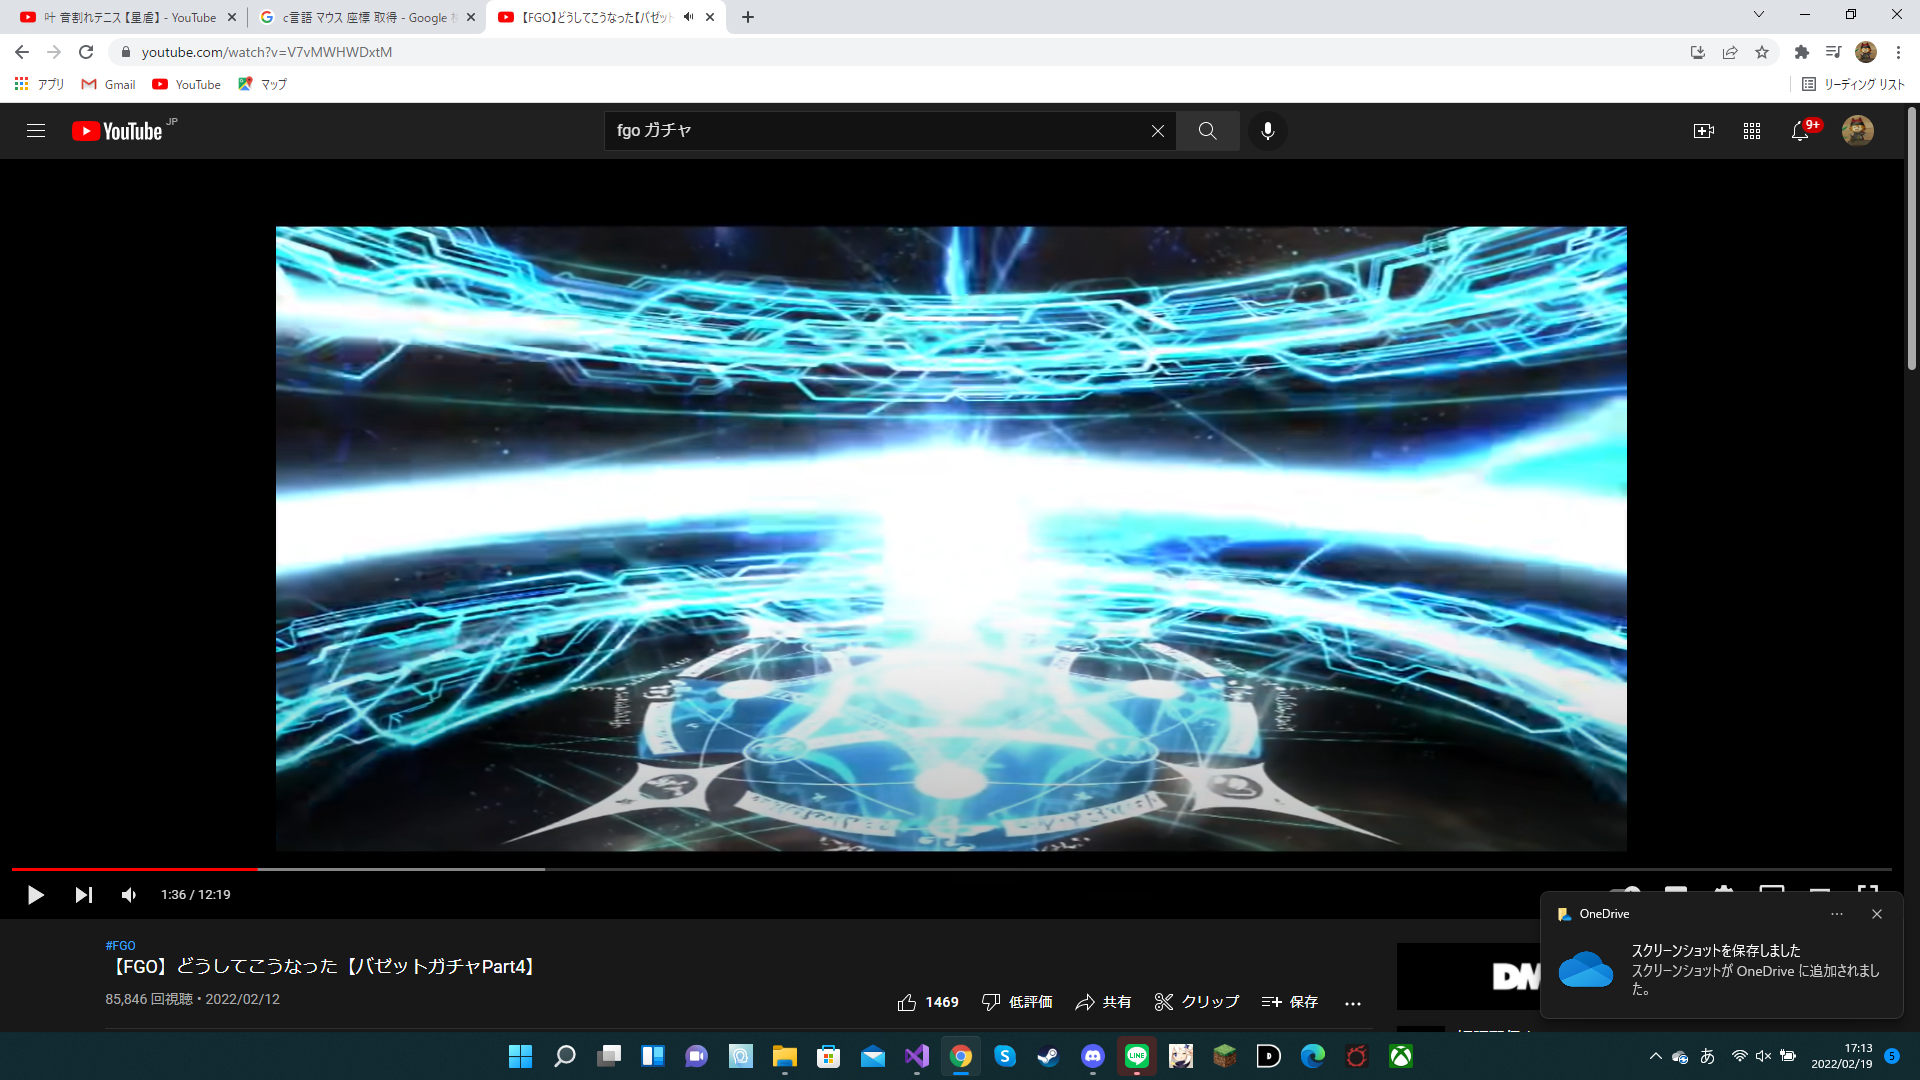 叶 音割れテニス【星虐】 - YouTube
c言語 マウス 座標 取得 - Google
【FGO】どうしてこうなった【バゼット
youtube.com/watch?v=V7vMWHWDxtM
アプリ
Gmail
YouTube
マップ
リーディング リスト
YouTube JP
fgo ガチャ
9+
1:36 / 12:19
OneDrive
スクリーンショットを保存しました
スクリーンショットが OneDrive に追加されました。
#FGO
【FGO】どうしてこうなった【バゼットガチャPart4】
85,846 回視聴・2022/02/12
1469
低評価
共有
クリップ
保存
DM
LINE
あ
17:13
2022/02/19
5